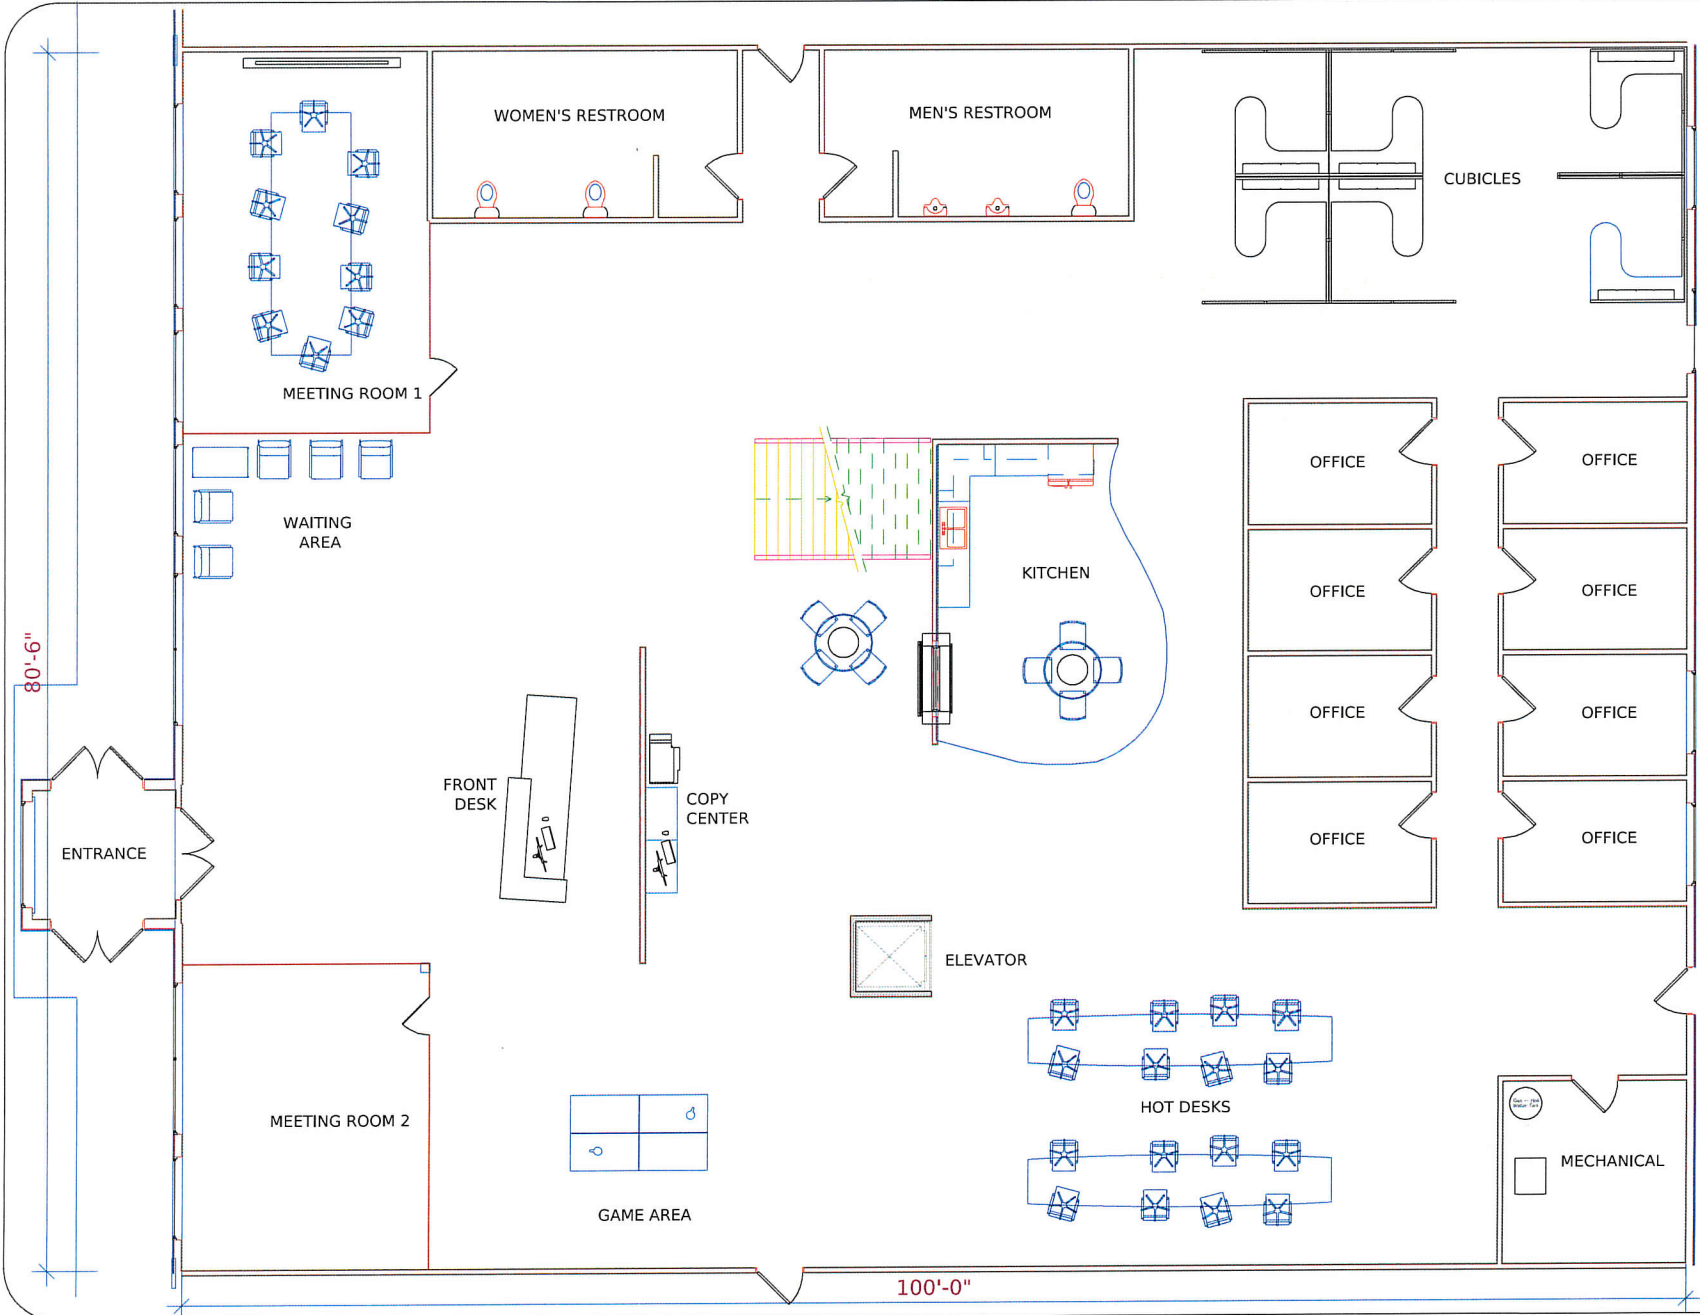 WOMEN'S RESTROOM
MEN'S RESTROOM
CUBICLES
MEETING ROOM 1
WAITING
AREA
OFFICE
OFFICE
KITCHEN
OFFICE
OFFICE
80'-6"
OFFICE
OFFICE
FRONT
DESK
COPY
CENTER
ENTRANCE
OFFICE
OFFICE
ELEVATOR
HOT DESKS
MEETING ROOM 2
MECHANICAL
GAME AREA
100'-0"